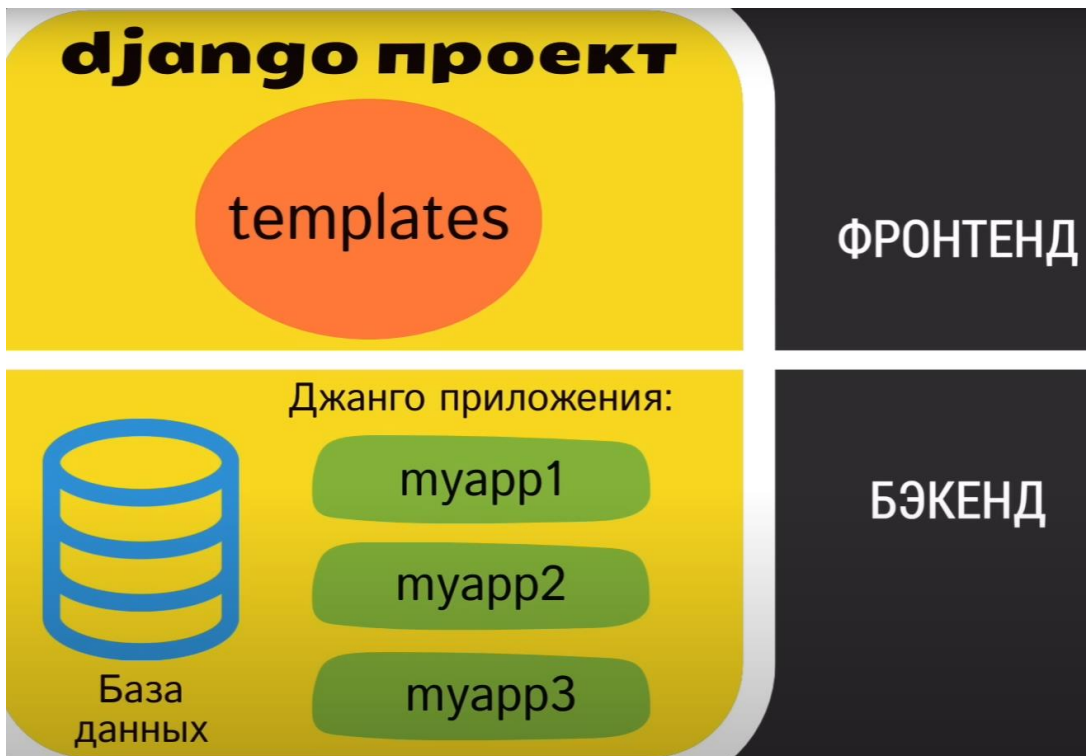 django проект
templates
ФРОНТЕНД
Джанго приложения:
myapp1
myapp2
myapp3
База
данных
БЭКЕНД